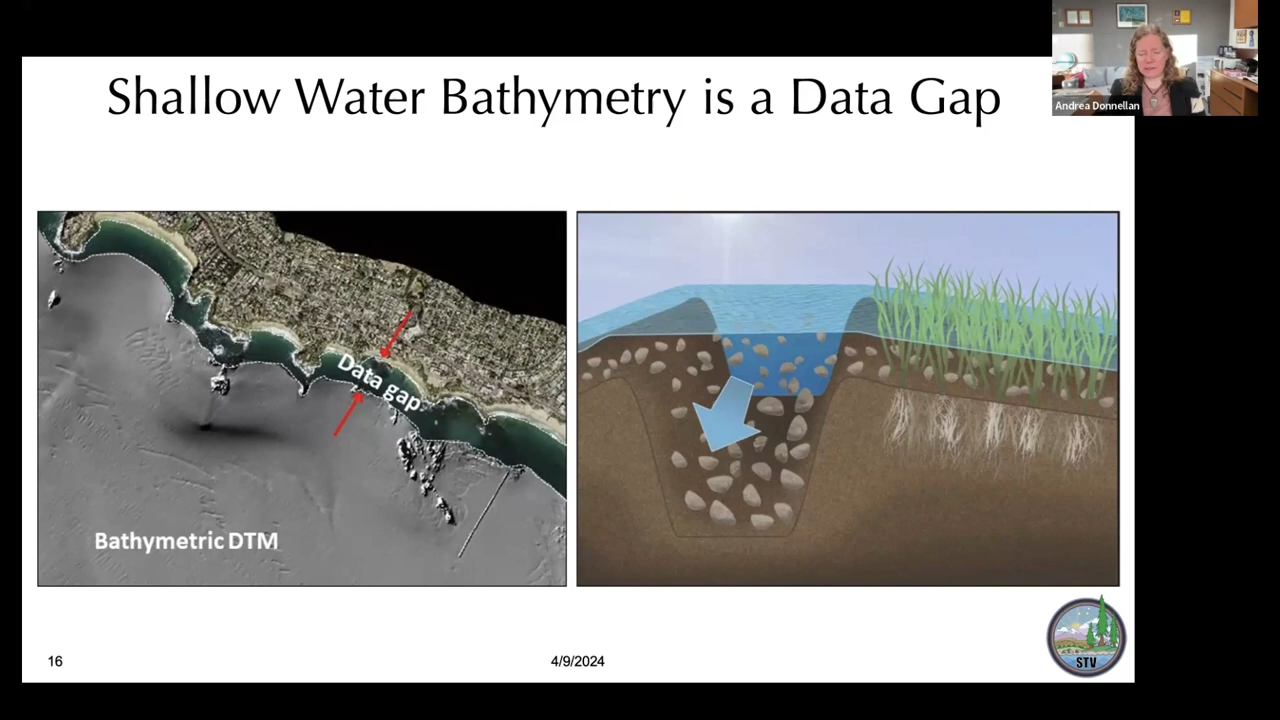 Shallow Water Bathymetry is a Data Gap
Andrea Donnellan
Data gap
Bathymetric DTM
16
4/9/2024
STV